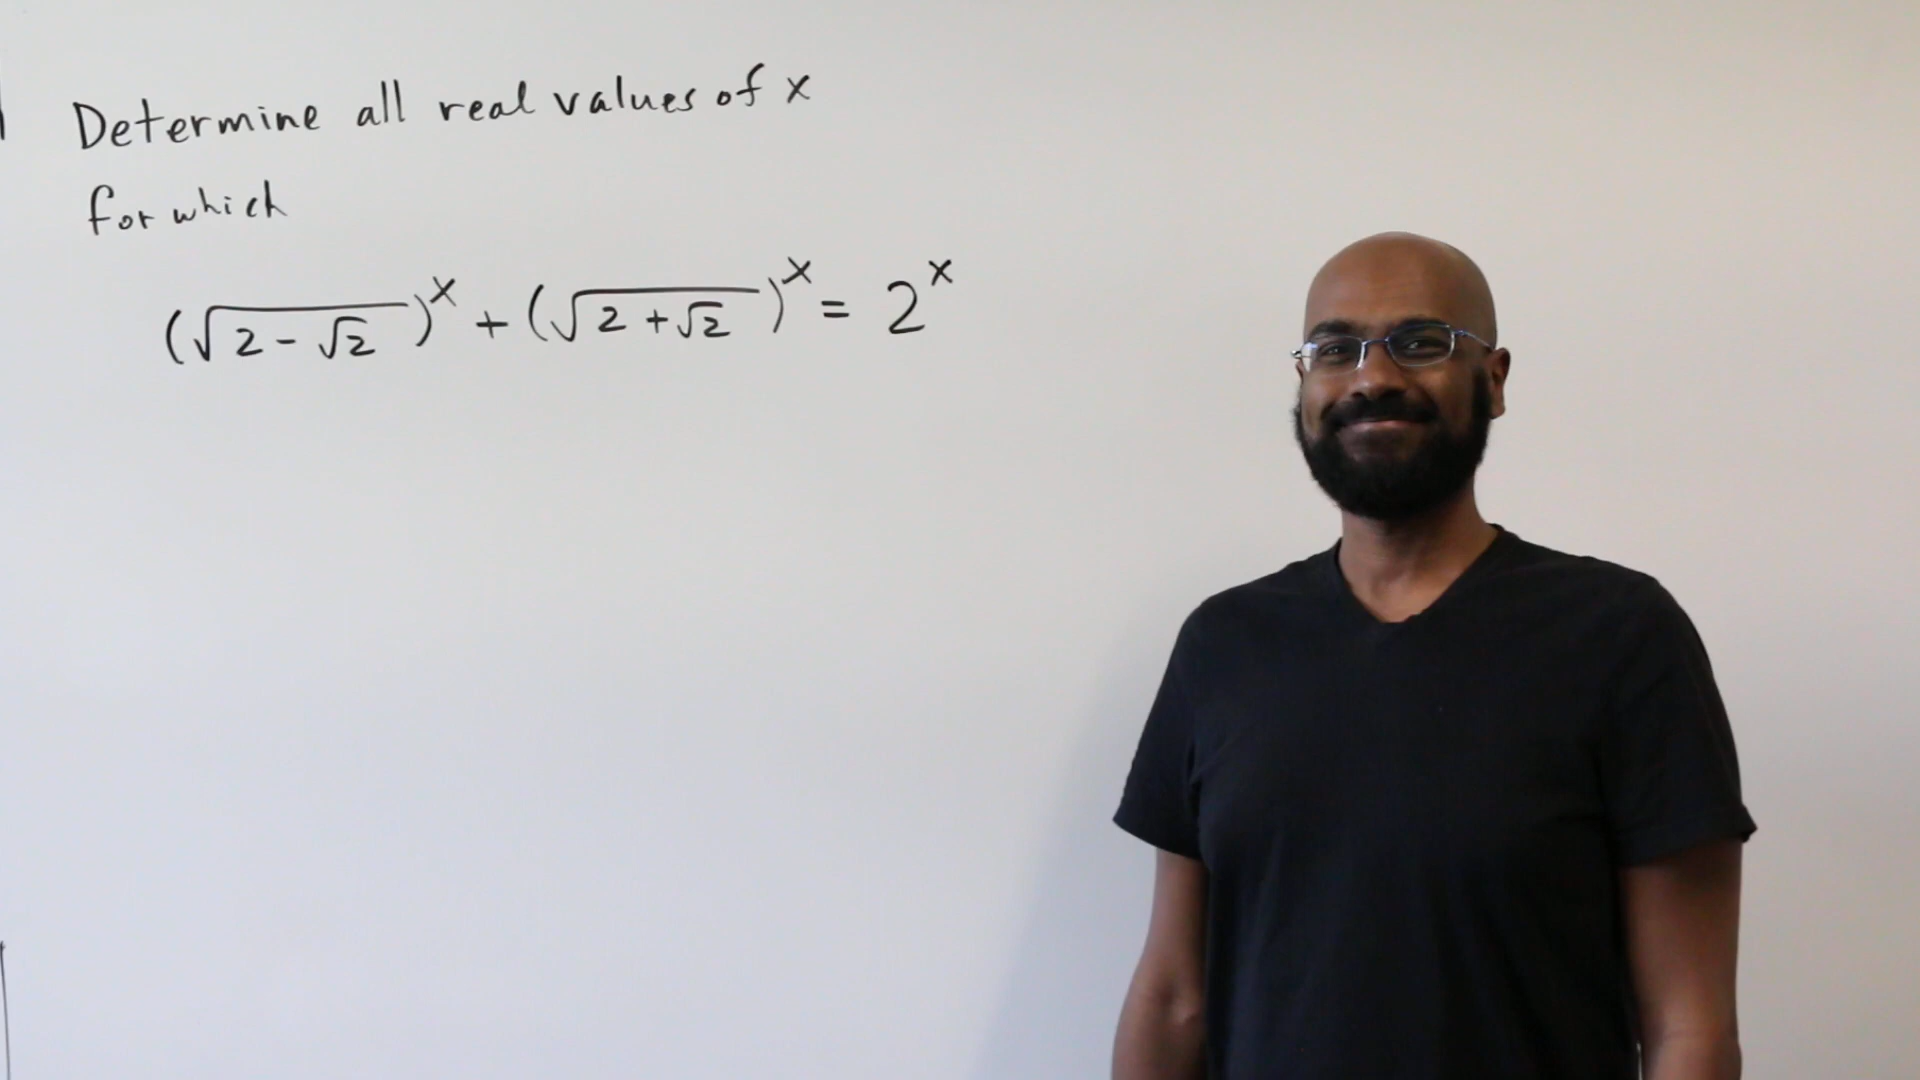 Determine all real values of x
for which
(√(2-√2))^x + (√(2+√2))^x = 2^x